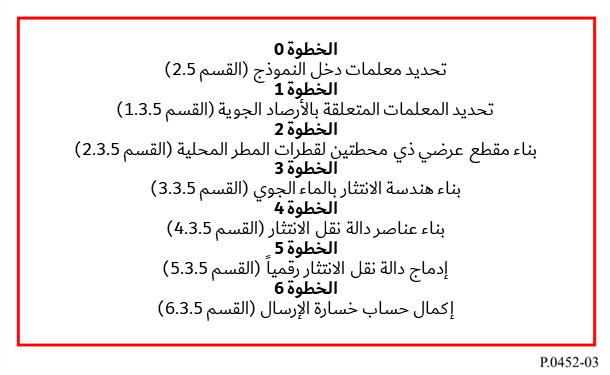 الخطوة 0
تحديد معلمات دخل النموذج (القسم 2.5)
الخطوة 1
تحديد المعلمات المتعلقة بالأرصاد الجوية (القسم 1.3.5)
الخطوة 2
بناء مقطع عرضي ذي محطتين لقطرات المطر المحلية (القسم 2.3.5)
الخطوة 3
بناء هندسة الانتثار بالماء الجوي (القسم 3.3.5)
الخطوة 4
بناء عناصر دالة نقل الانتثار (القسم 4.3.5)
الخطوة 5
إدماج دالة نقل الانتثار رقمياً (القسم 5.3.5)
الخطوة 6
إكمال حساب خسارة الإرسال (القسم 6.3.5)
P.0452-03